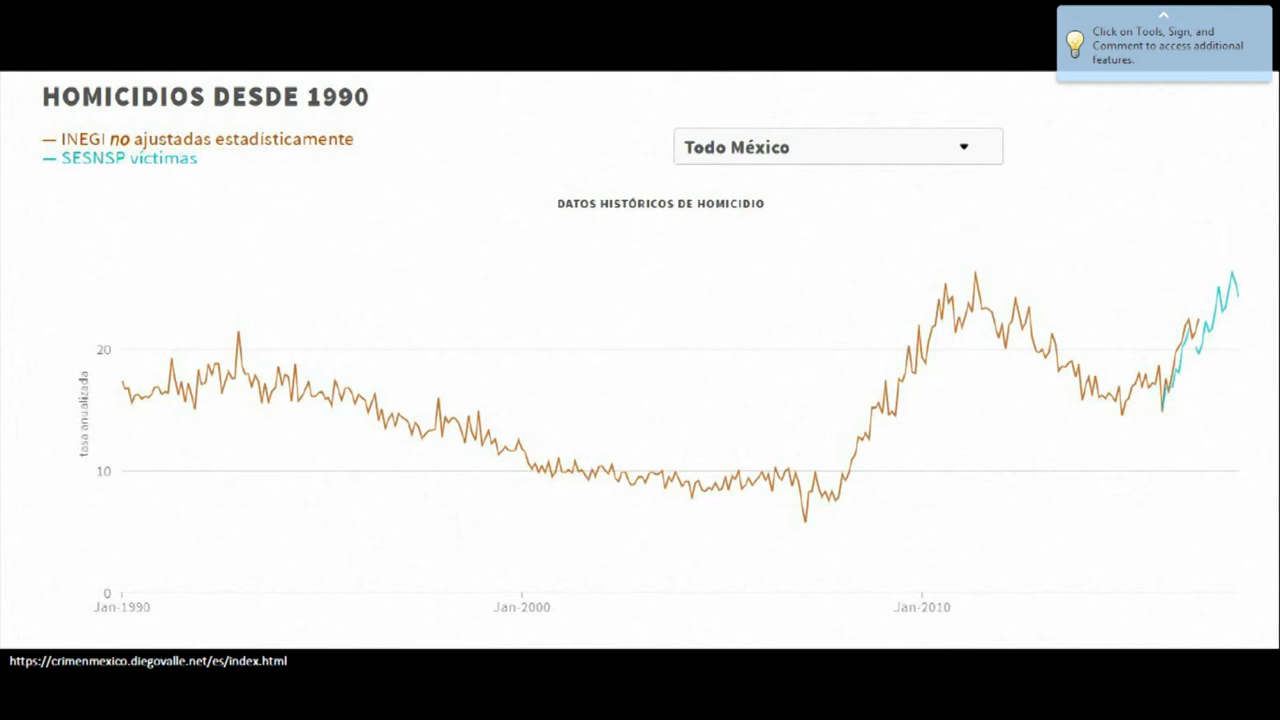 Click on Tools, Sign, and
Comment to access additional
features.
HOMICIDIOS DESDE 1990
— INEGI no ajustadas estadísticamente
— SESNSP víctimas
Todo México
DATOS HISTÓRICOS DE HOMICIDIO
tasa anualizada
20
10
0
Jan-1990
Jan-2000
Jan-2010
https://crimenmexico.diegovalle.net/es/index.html